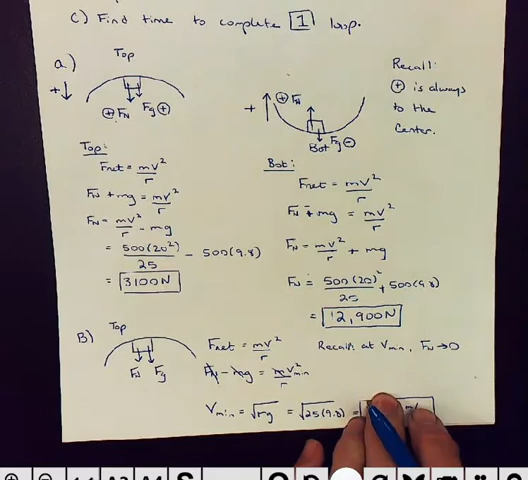 C) Find time to complete 1 loop.
a)
Top
+↓
⊕ FN Fg ⊕
+ ↑ ⊕ FN
Bot Fg ⊖
Recall:
⊕ is always
to the
Center.
Top:
Fnet = mv²/r
FN + mg = mv²/r
FN = mv²/r - mg
= 500(20²)/25 - 500(9.8)
= 3100N
Bot:
Fnet = mv²/r
FN - mg = mv²/r
FN = mv²/r + mg
FN = 500(20)²/25 + 500(9.8)
= 12,900N
B)
Top
FN Fg
Fnet = mv²/r
Recall: at Vmin, FN → 0
FN - mg = mv²min/r
Vmin = √rg = √25(9.8) =